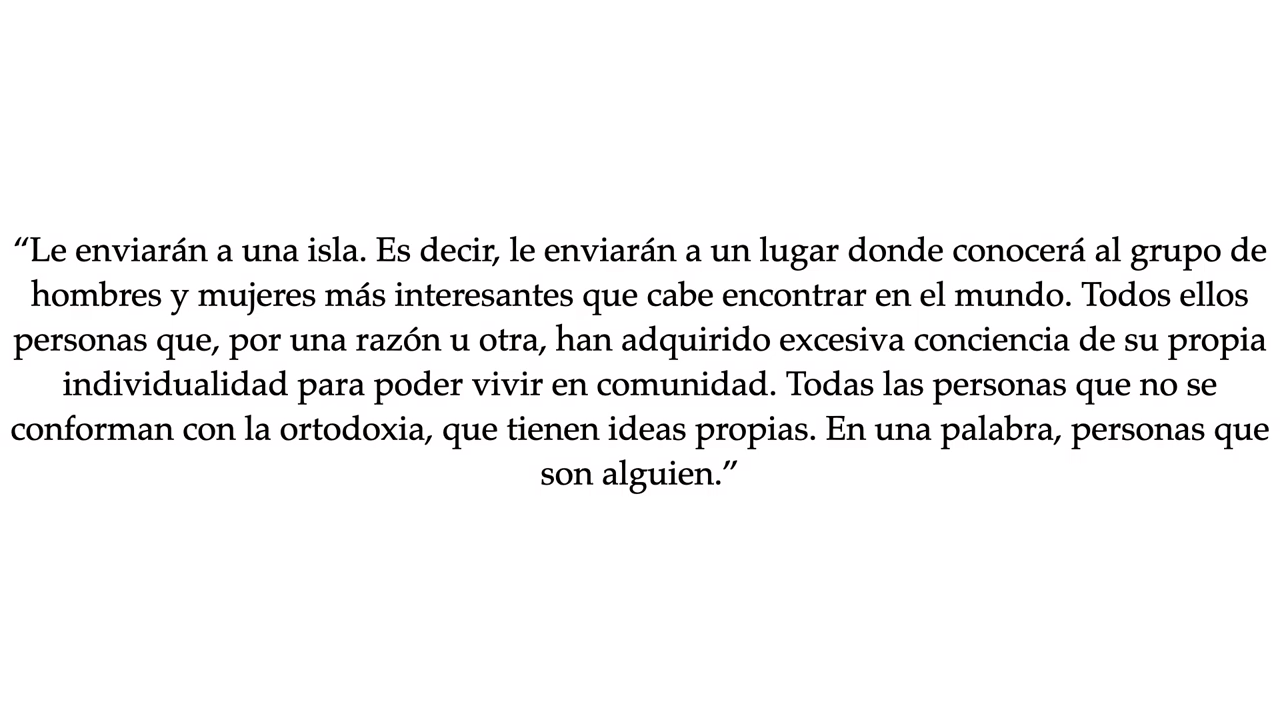 “Le enviarán a una isla. Es decir, le enviarán a un lugar donde conocerá al grupo de
hombres y mujeres más interesantes que cabe encontrar en el mundo. Todos ellos
personas que, por una razón u otra, han adquirido excesiva conciencia de su propia
individualidad para poder vivir en comunidad. Todas las personas que no se
conforman con la ortodoxia, que tienen ideas propias. En una palabra, personas que
son alguien.”